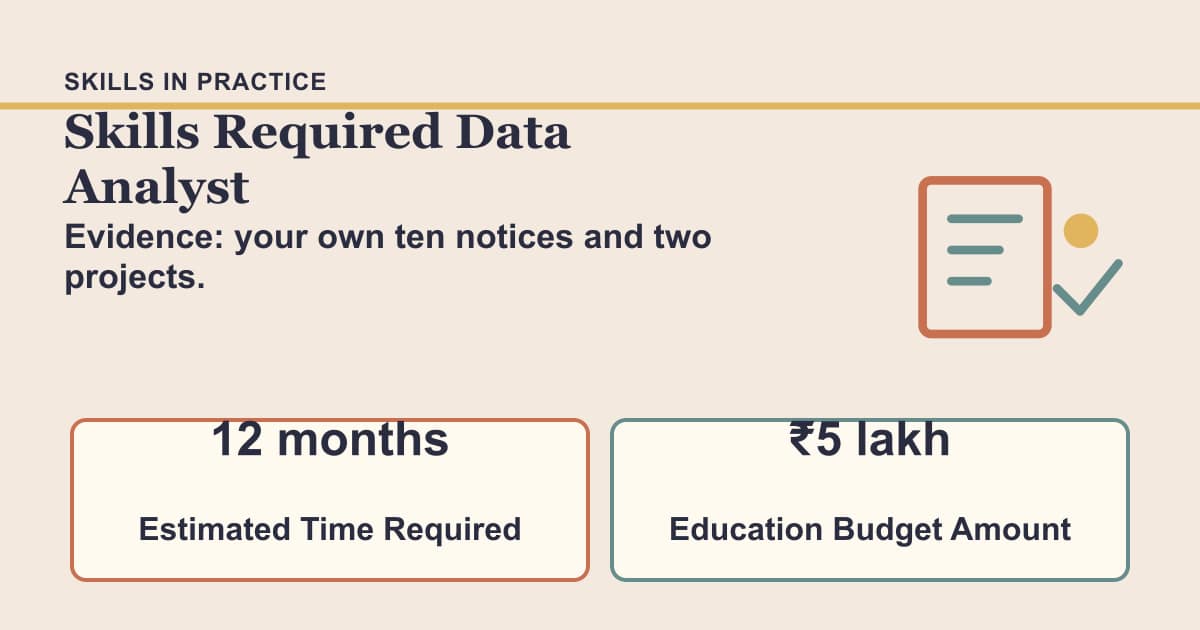 SKILLS IN PRACTICE
Skills Required Data
Analyst
Evidence: your own ten notices and two
projects.
12 months
₹5 lakh
Estimated Time Required
Education Budget Amount